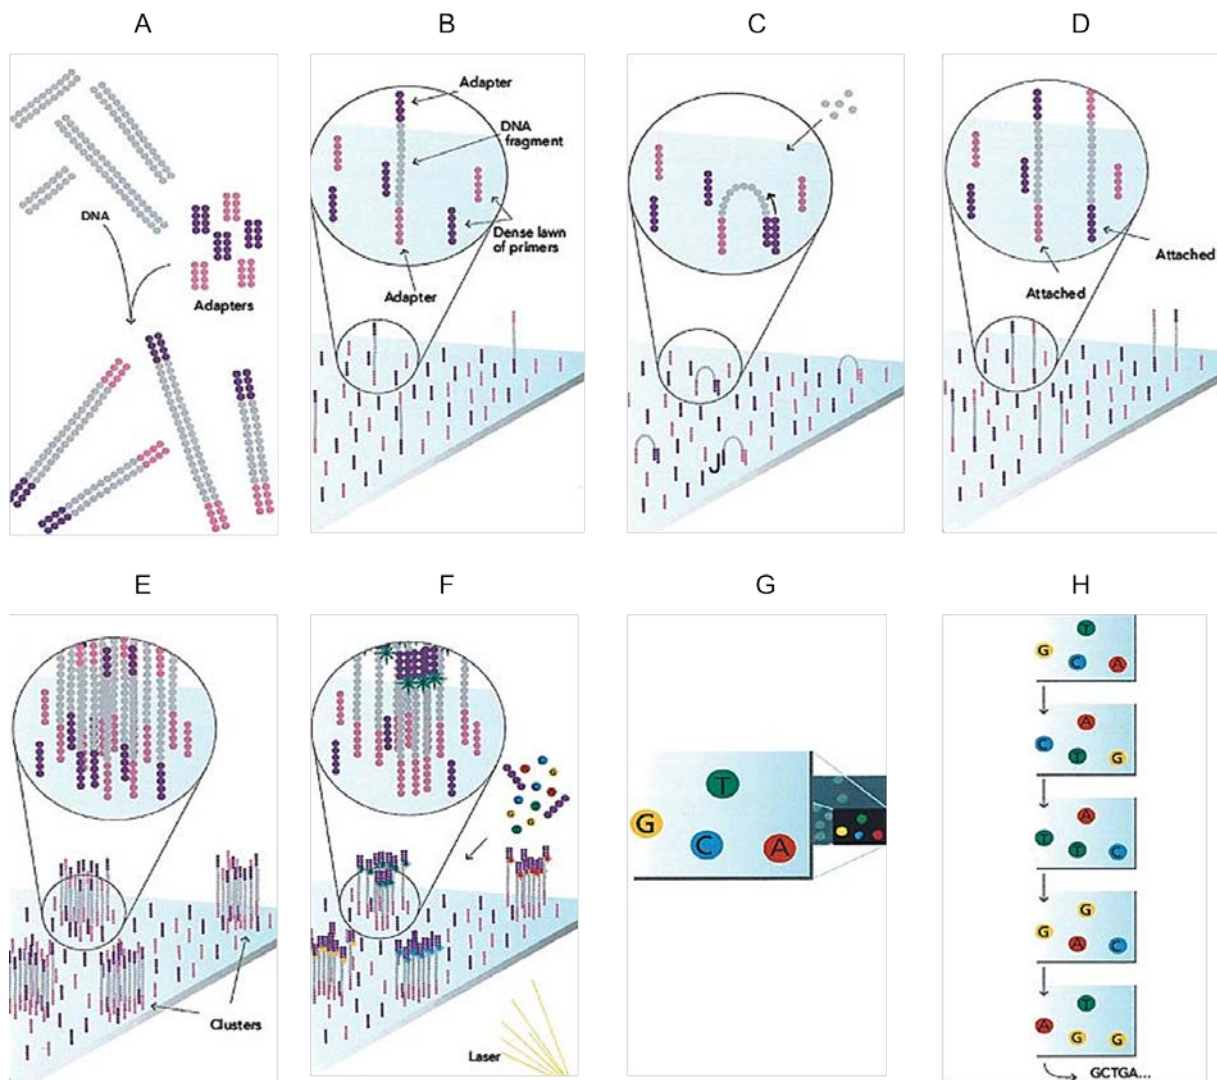 A
B
C
D
DNA
Adapters
Adapter
DNA
fragment
Dense lawn
of primers
Adapter
Attached
Attached
E
F
G
H
Clusters
Laser
G
T
C
A
T
G
C
A
A
C
T
G
A
T
T
C
G
G
A
C
T
A
G
G
GCTGA...